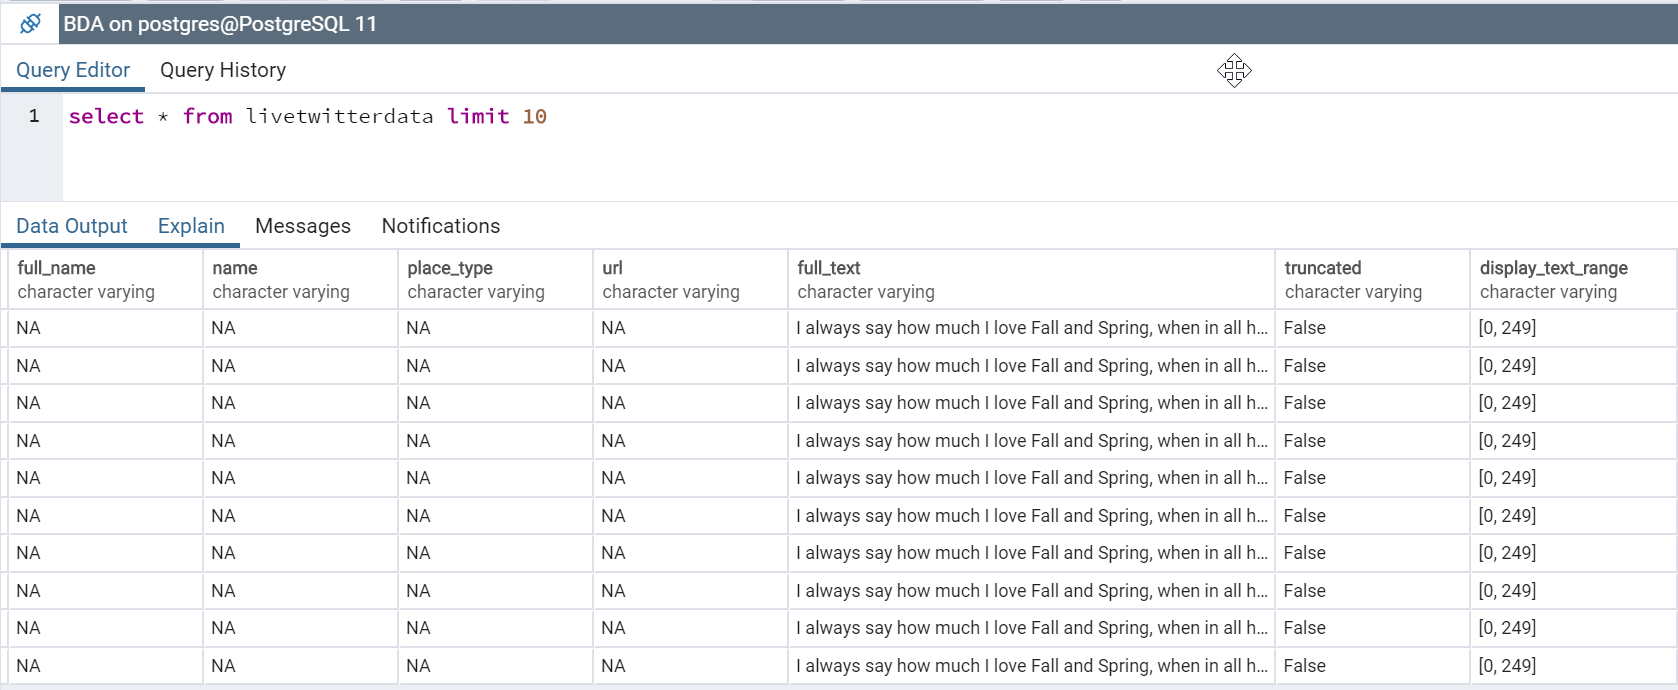 BDA on postgres@PostgreSQL 11
Query Editor Query History
1 select * from livetwitterdata limit 10
Data Output Explain Messages Notifications
full_name name place_type url full_text truncated display_text_range
character varying character varying character varying character varying character varying character varying character varying
NA NA NA NA I always say how much I love Fall and Spring, when in all h... False [0, 249]
NA NA NA NA I always say how much I love Fall and Spring, when in all h... False [0, 249]
NA NA NA NA I always say how much I love Fall and Spring, when in all h... False [0, 249]
NA NA NA NA I always say how much I love Fall and Spring, when in all h... False [0, 249]
NA NA NA NA I always say how much I love Fall and Spring, when in all h... False [0, 249]
NA NA NA NA I always say how much I love Fall and Spring, when in all h... False [0, 249]
NA NA NA NA I always say how much I love Fall and Spring, when in all h... False [0, 249]
NA NA NA NA I always say how much I love Fall and Spring, when in all h... False [0, 249]
NA NA NA NA I always say how much I love Fall and Spring, when in all h... False [0, 249]
NA NA NA NA I always say how much I love Fall and Spring, when in all h... False [0, 249]